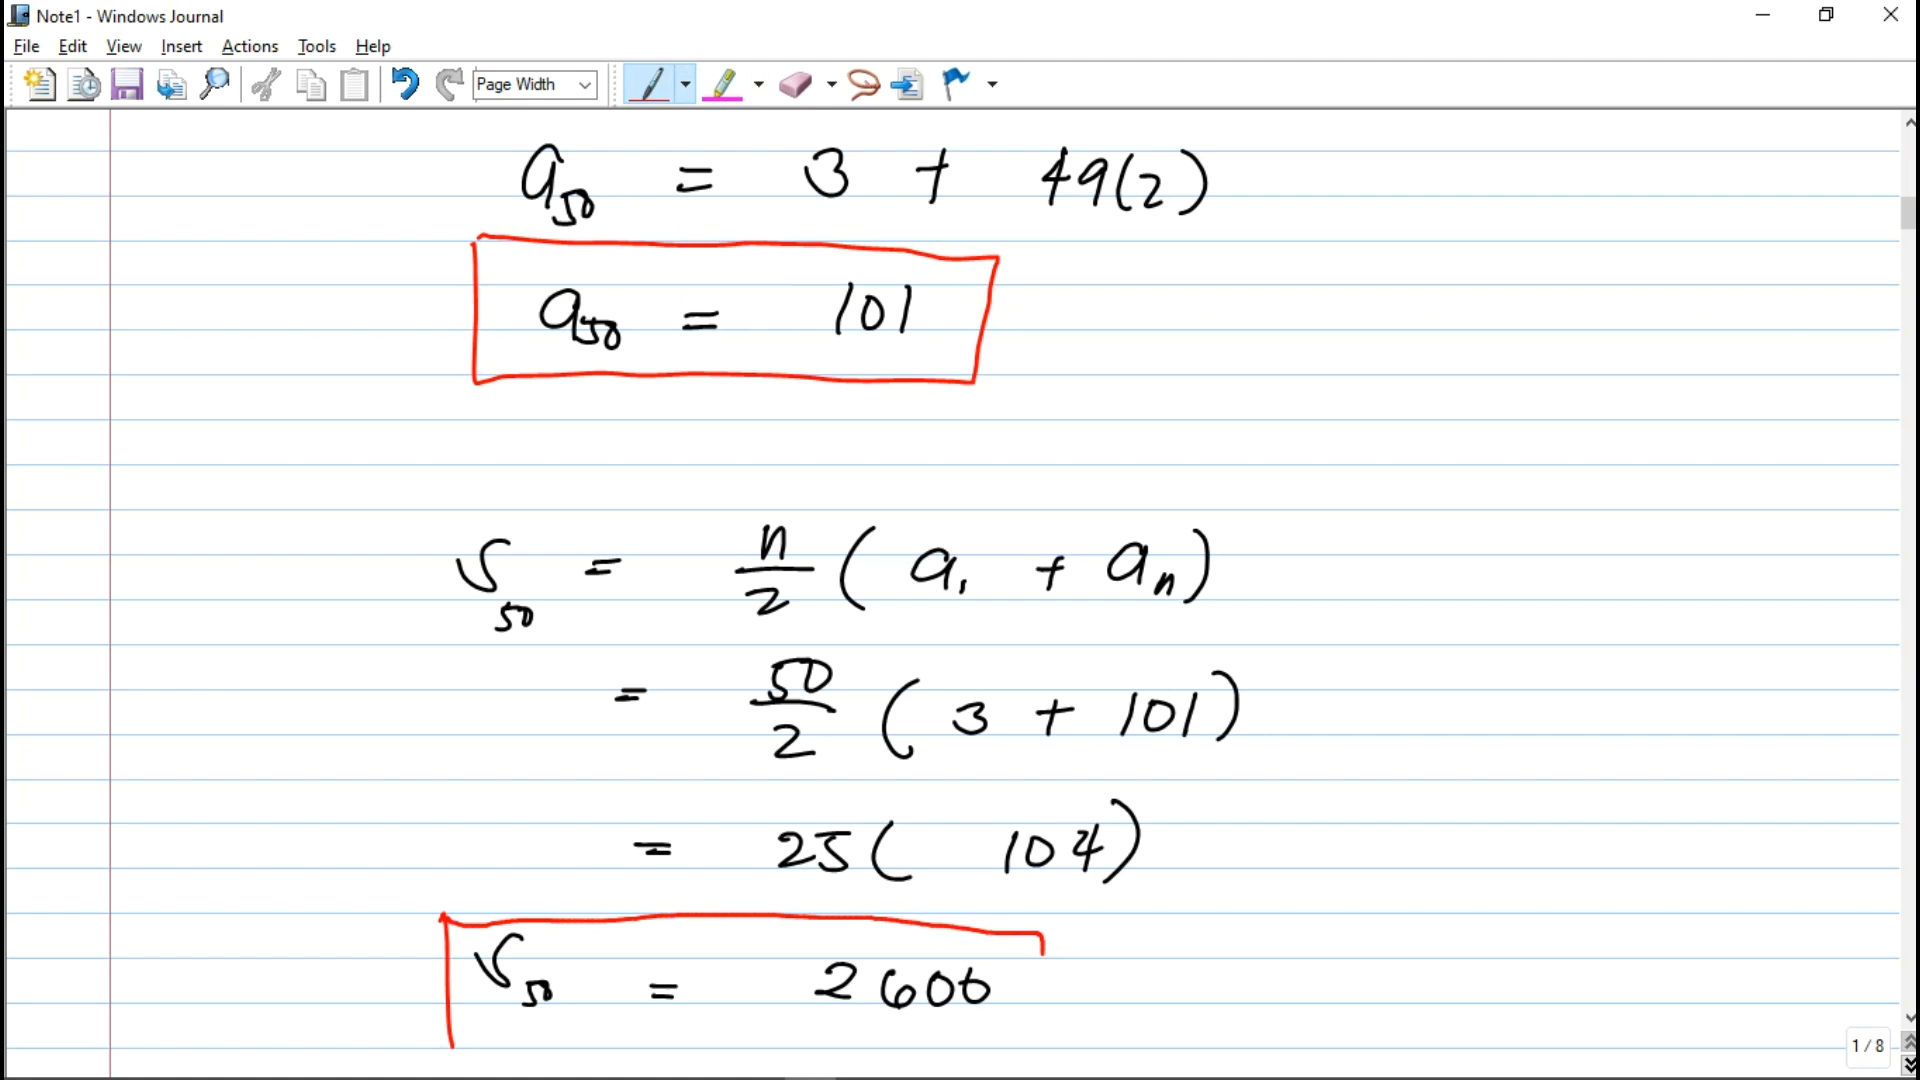 Note1 - Windows Journal
File Edit View Insert Actions Tools Help
Page Width
a₅₀ = 3 + 49(2)
a₅₀ = 101
S₅₀ = n/2 ( a₁ + aₙ)
= 50/2 ( 3 + 101)
= 25( 104)
S₅₀ = 2600
1 / 8